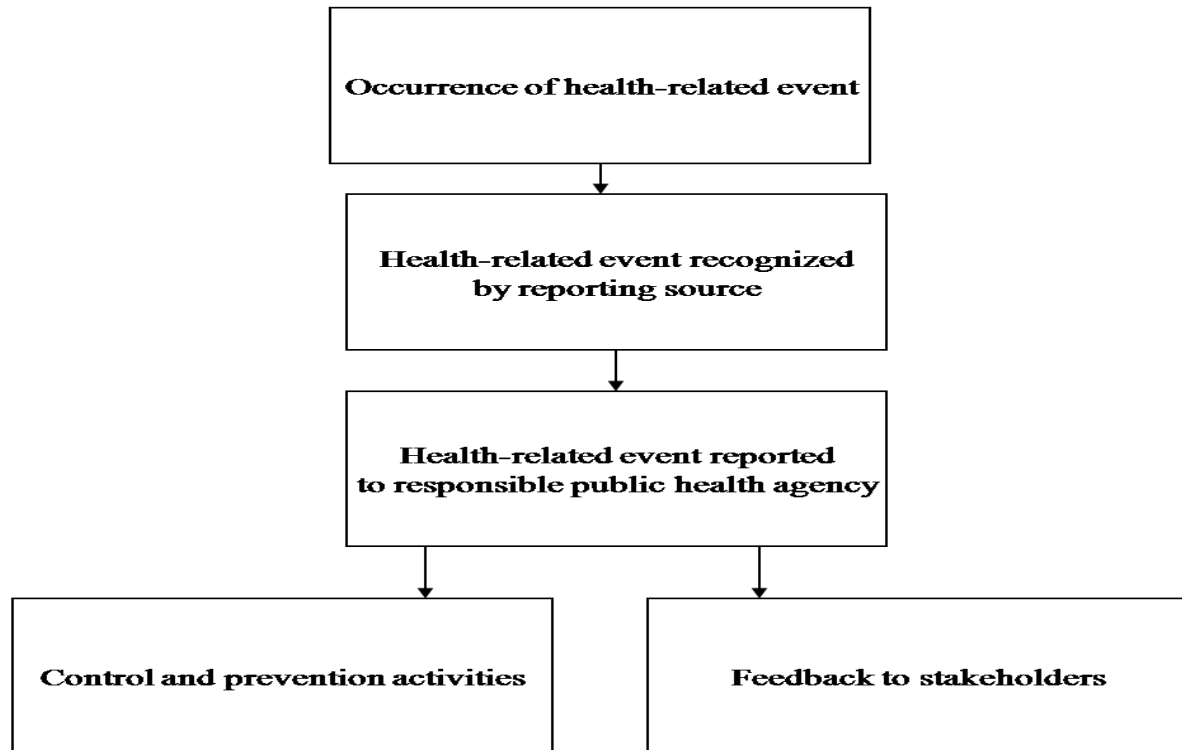 Occurrence of health-related event
Health-related event recognized
by reporting source
Health-related event reported
to responsible public health agency
Control and prevention activities
Feedback to stakeholders